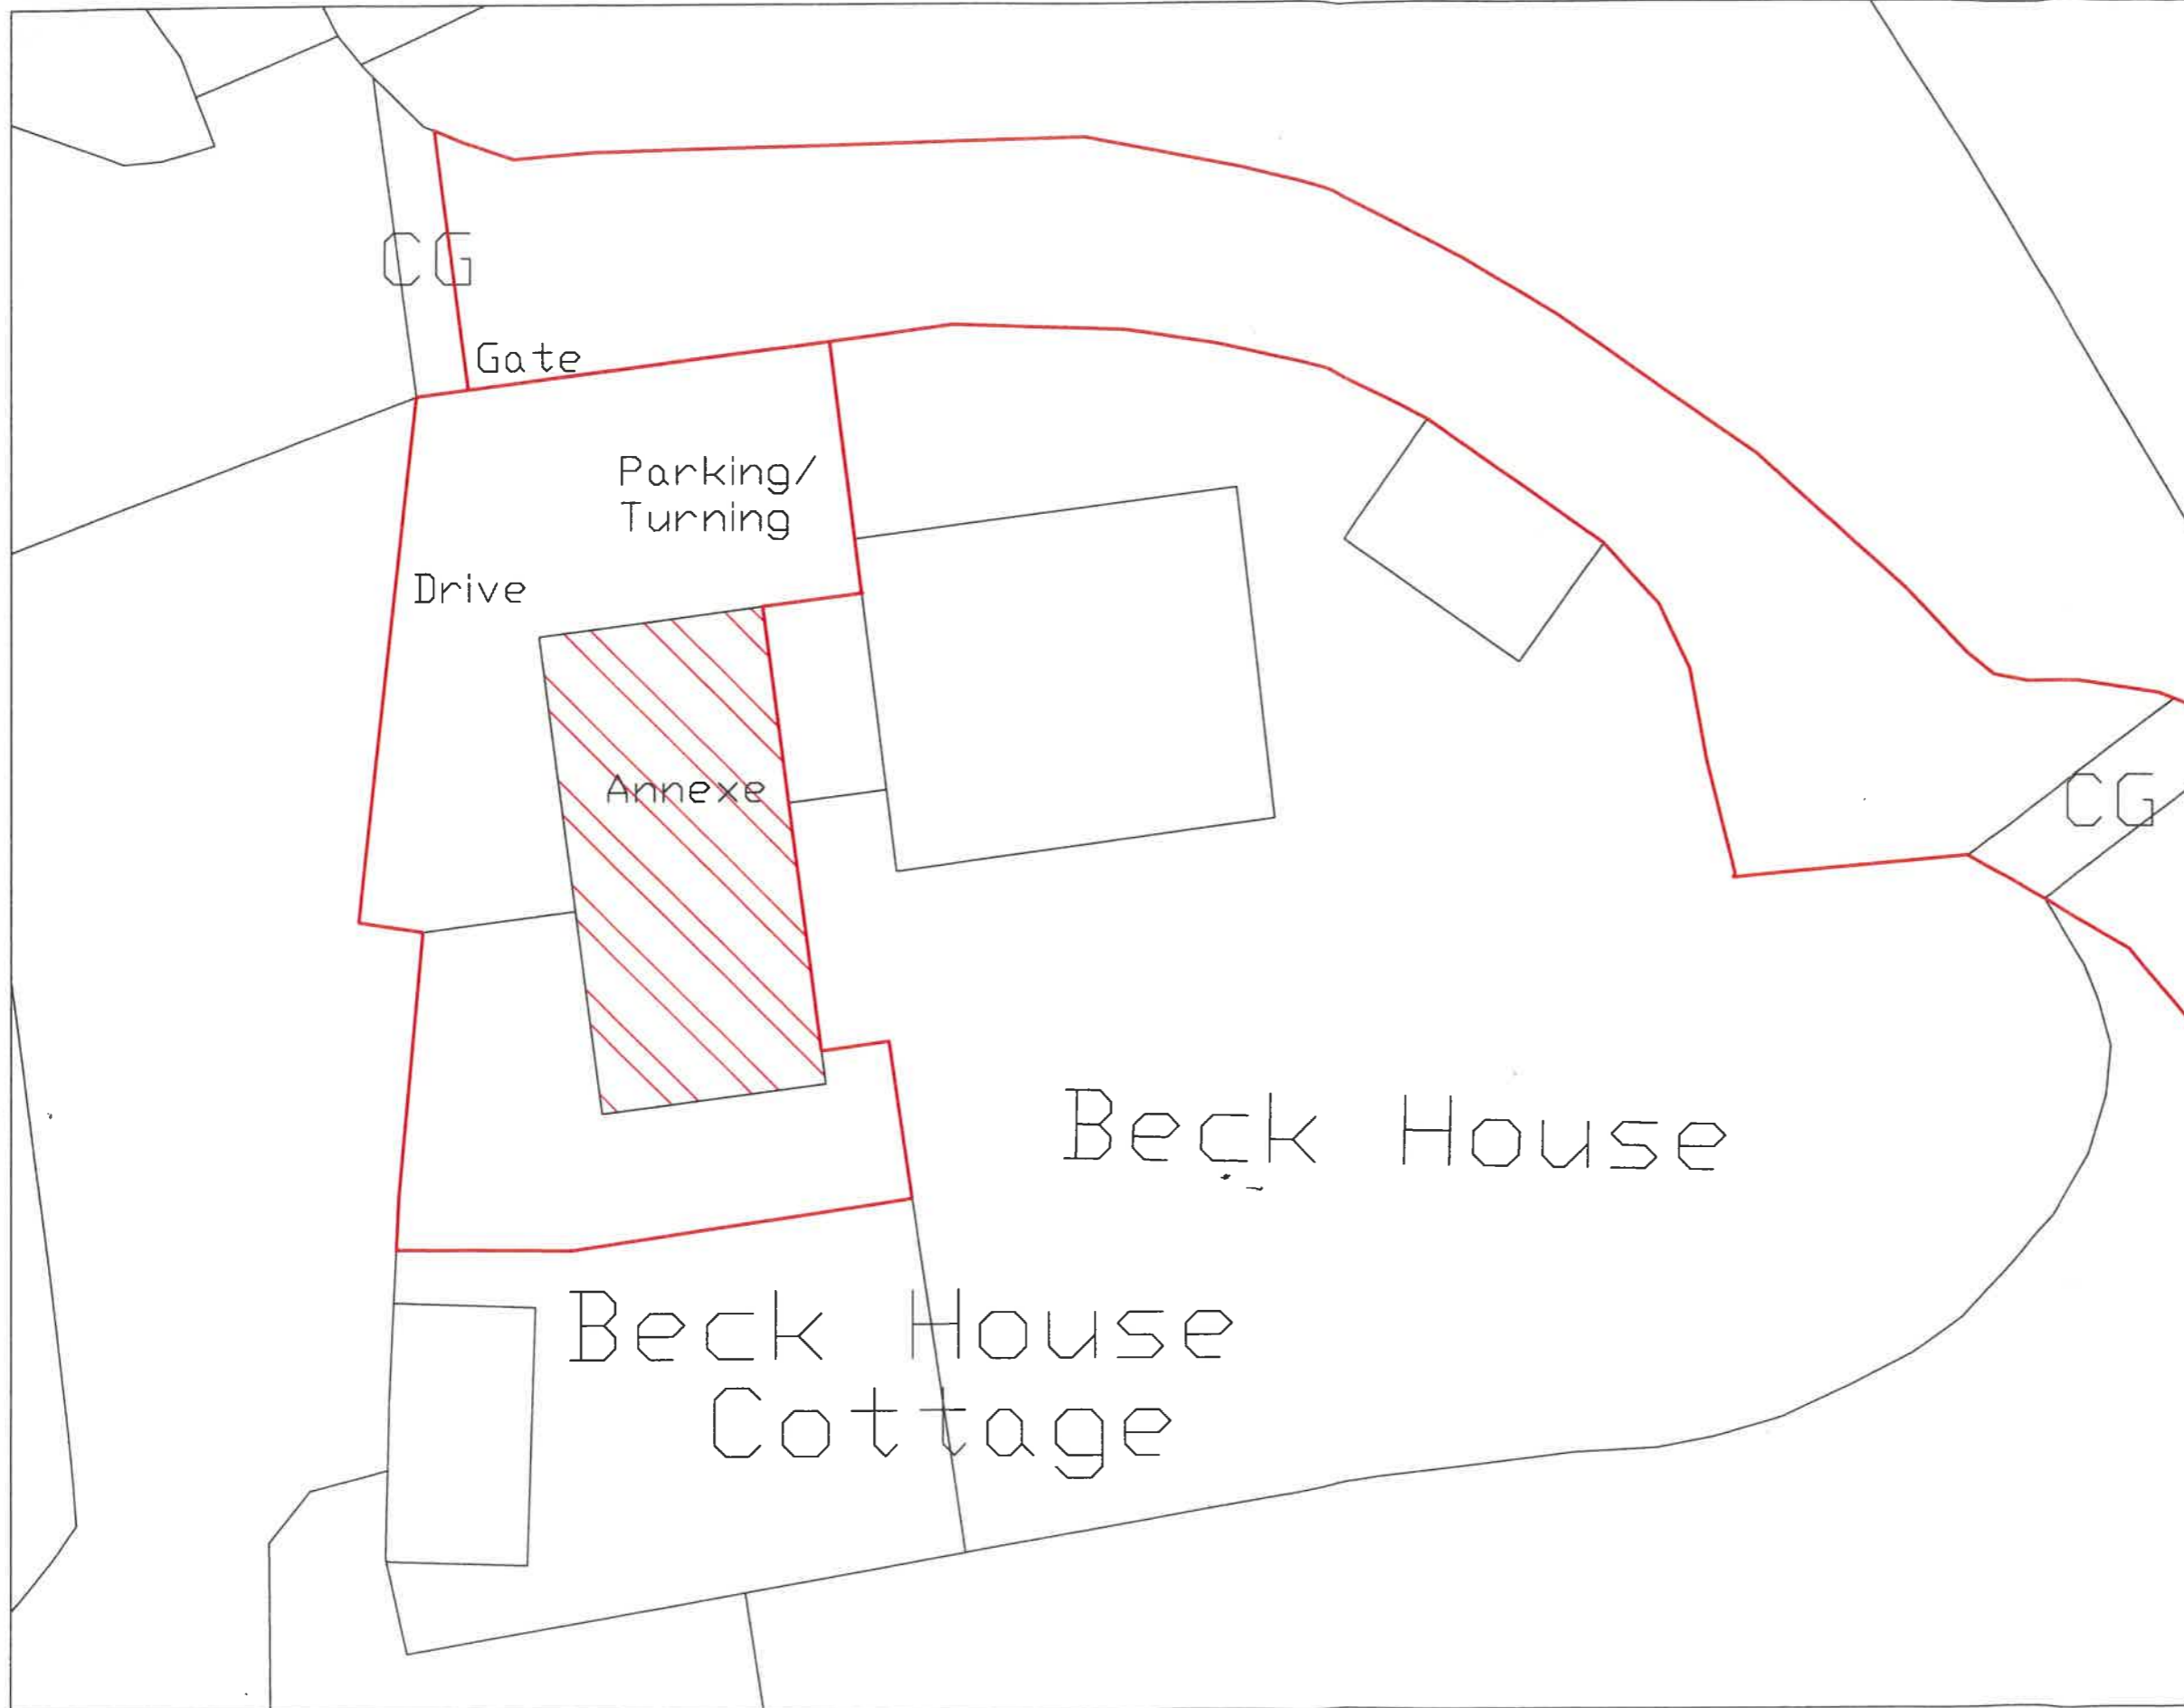 CG
Gate
Parking/
Turning
Drive
Annexe
CG
Beck House
Beck House
Cottage